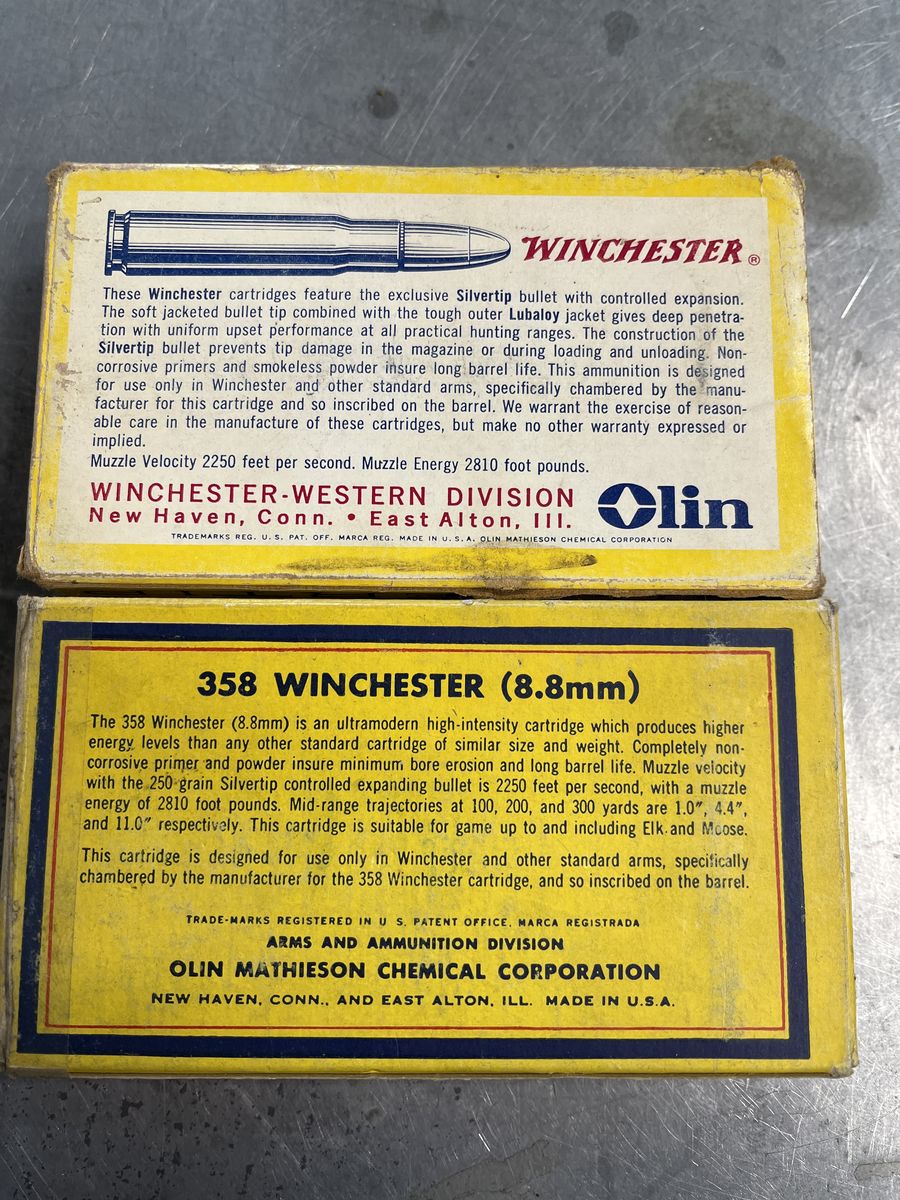 WINCHESTER®
These Winchester cartridges feature the exclusive Silvertip bullet with controlled expansion.
The soft jacketed bullet tip combined with the tough outer Lubaloy jacket gives deep penetra-
tion with uniform upset performance at all practical hunting ranges. The construction of the
Silvertip bullet prevents tip damage in the magazine or during loading and unloading. Non-
corrosive primers and smokeless powder insure long barrel life. This ammunition is designed
for use only in Winchester and other standard arms, specifically chambered by the manu-
facturer for this cartridge and so inscribed on the barrel. We warrant the exercise of reason-
able care in the manufacture of these cartridges, but make no other warranty expressed or
implied.
Muzzle Velocity 2250 feet per second. Muzzle Energy 2810 foot pounds.
WINCHESTER-WESTERN DIVISION
New Haven, Conn. • East Alton, Ill.
Olin
TRADEMARKS REG. U. S. PAT. OFF. MARCA REG. MADE IN U. S. A. OLIN MATHIESON CHEMICAL CORPORATION
358 WINCHESTER (8.8mm)
The 358 Winchester (8.8mm) is an ultramodern high-intensity cartridge which produces higher
energy levels than any other standard cartridge of similar size and weight. Completely non-
corrosive primer and powder insure minimum bore erosion and long barrel life. Muzzle velocity
with the 250-grain Silvertip controlled expanding bullet is 2250 feet per second, with a muzzle
energy of 2810 foot pounds. Mid-range trajectories at 100, 200, and 300 yards are 1.0″, 4.4″,
and 11.0″ respectively. This cartridge is suitable for game up to and including Elk and Moose.
This cartridge is designed for use only in Winchester and other standard arms, specifically
chambered by the manufacturer for the 358 Winchester cartridge, and so inscribed on the barrel.
TRADE-MARKS REGISTERED IN U S. PATENT OFFICE, MARCA REGISTRADA
ARMS AND AMMUNITION DIVISION
OLIN MATHIESON CHEMICAL CORPORATION
NEW HAVEN, CONN., AND EAST ALTON, ILL. MADE IN U.S.A.